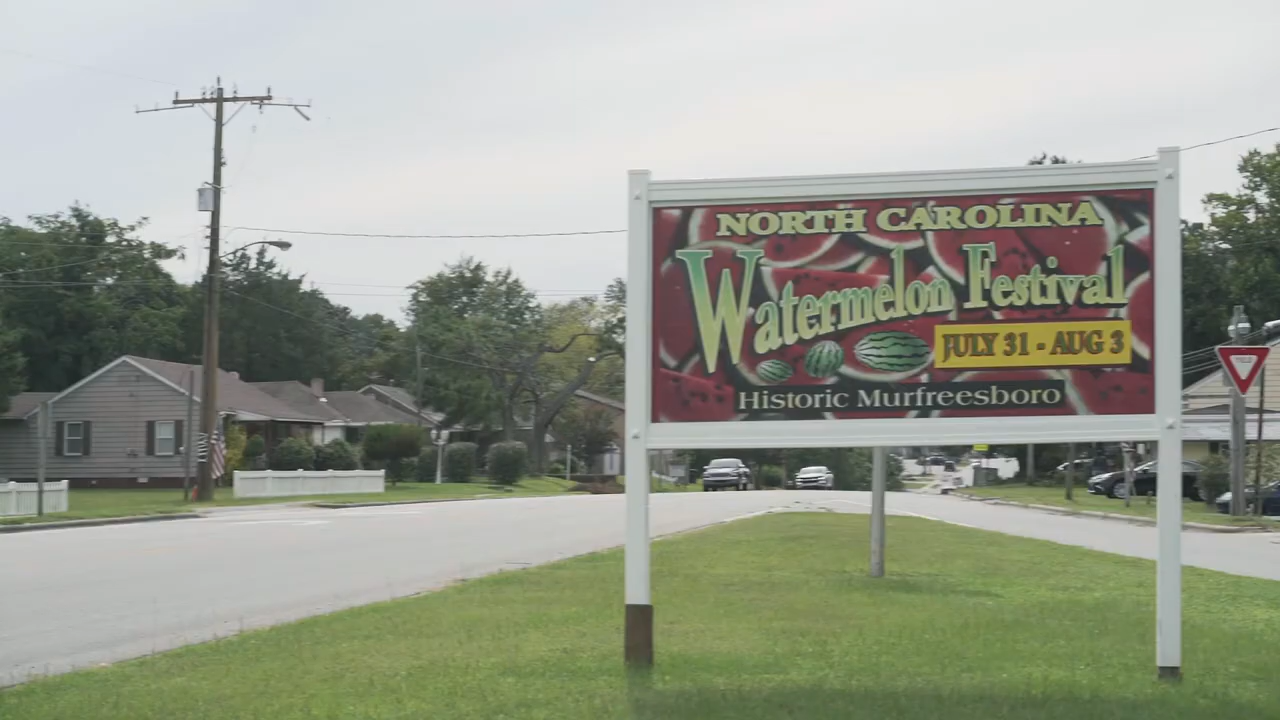 NORTH CAROLINA
Watermelon Festival
JULY 31 - AUG 3
Historic Murfreesboro